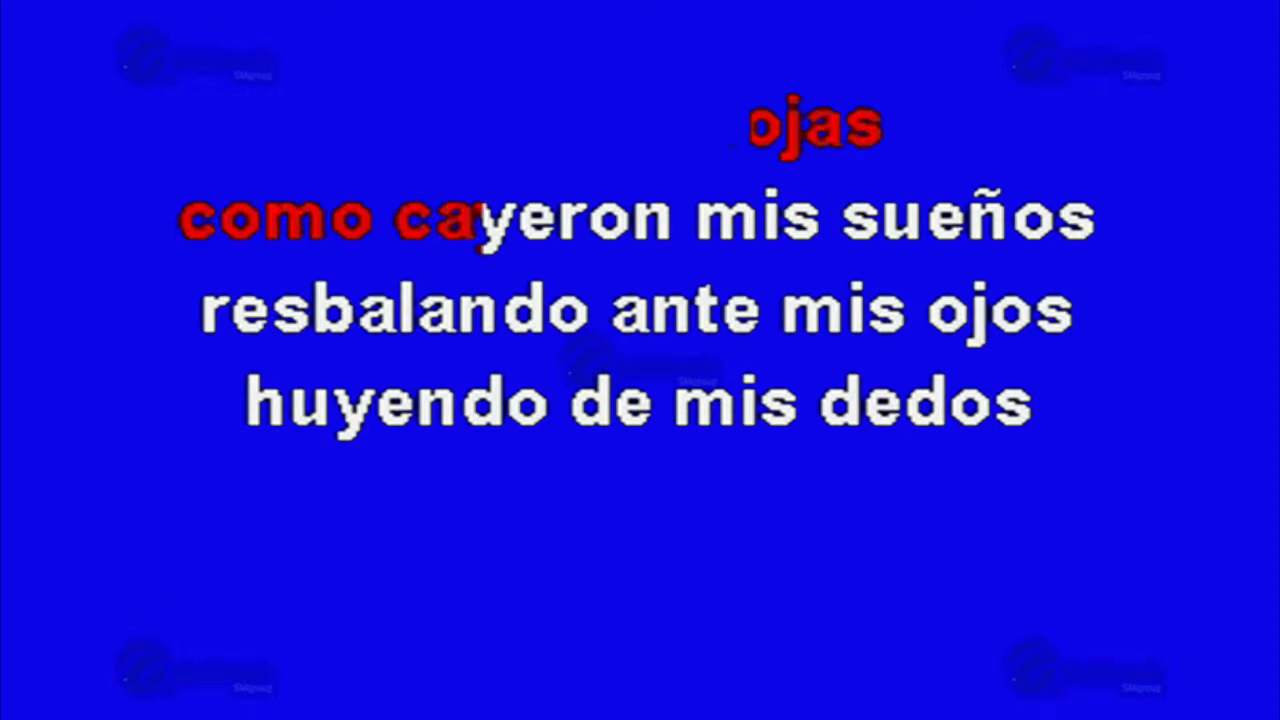 ojas
como cayeron mis sueños
resbalando ante mis ojos
huyendo de mis dedos